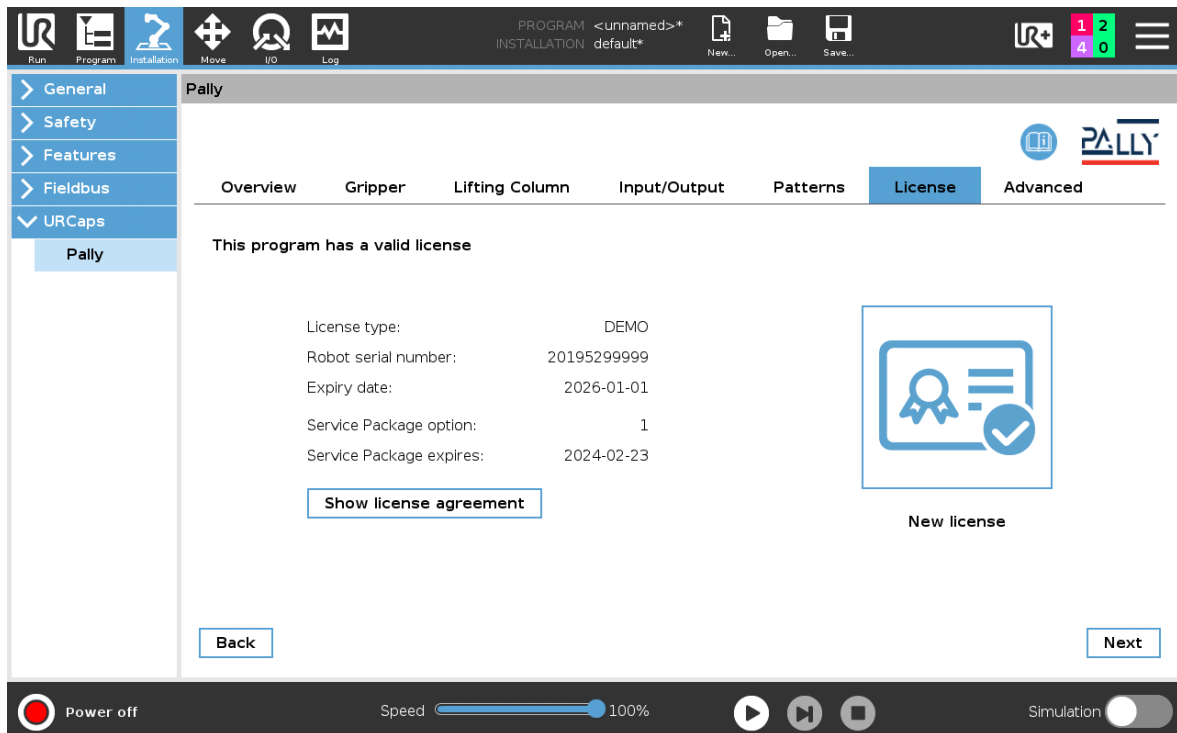 PROGRAM <unnamed>*
INSTALLATION default*
Run Program Installation Move I/O Log New... Open... Save...
UR+
1 2
4 0
General
Safety
Features
Fieldbus
URCaps
Pally
Pally
PALLY
Overview Gripper Lifting Column Input/Output Patterns License Advanced
This program has a valid license
License type: DEMO
Robot serial number: 20195299999
Expiry date: 2026-01-01
Service Package option: 1
Service Package expires: 2024-02-23
Show license agreement
New license
Back Next
Power off Speed 100% Simulation